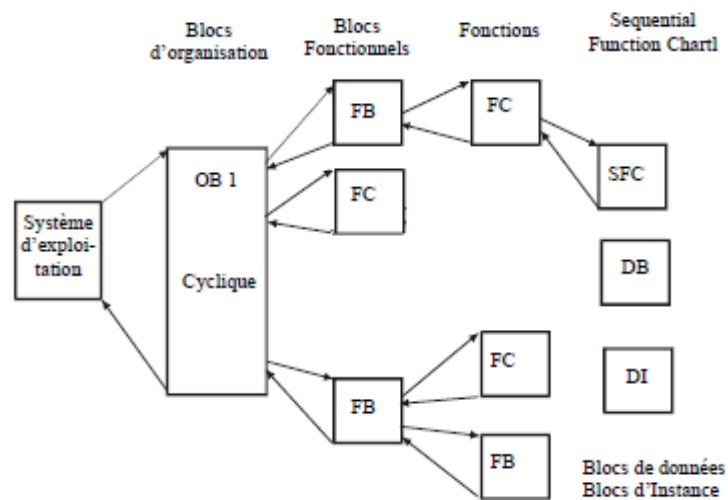 Blocs
d'organisation
Blocs
Fonctionnels
Fonctions
Sequential
Function Chartl
FB
FC
SFC
OB 1
FC
Cyclique
Système
d'exploi-
tation
DB
FC
DI
FB
FB
Blocs de données
Blocs d'Instance